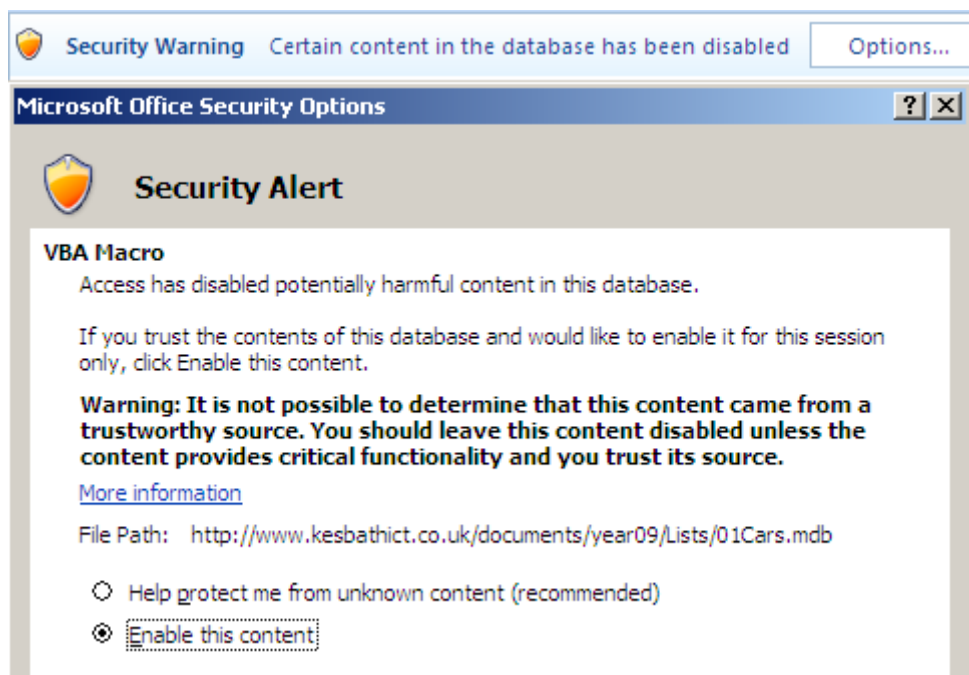 Security Warning Certain content in the database has been disabled Options...
Microsoft Office Security Options
Security Alert
VBA Macro
Access has disabled potentially harmful content in this database.
If you trust the contents of this database and would like to enable it for this session
only, click Enable this content.
Warning: It is not possible to determine that this content came from a
trustworthy source. You should leave this content disabled unless the
content provides critical functionality and you trust its source.
More information
File Path: http://www.kesbathict.co.uk/documents/year09/Lists/01Cars.mdb
Help protect me from unknown content (recommended)
Enable this content